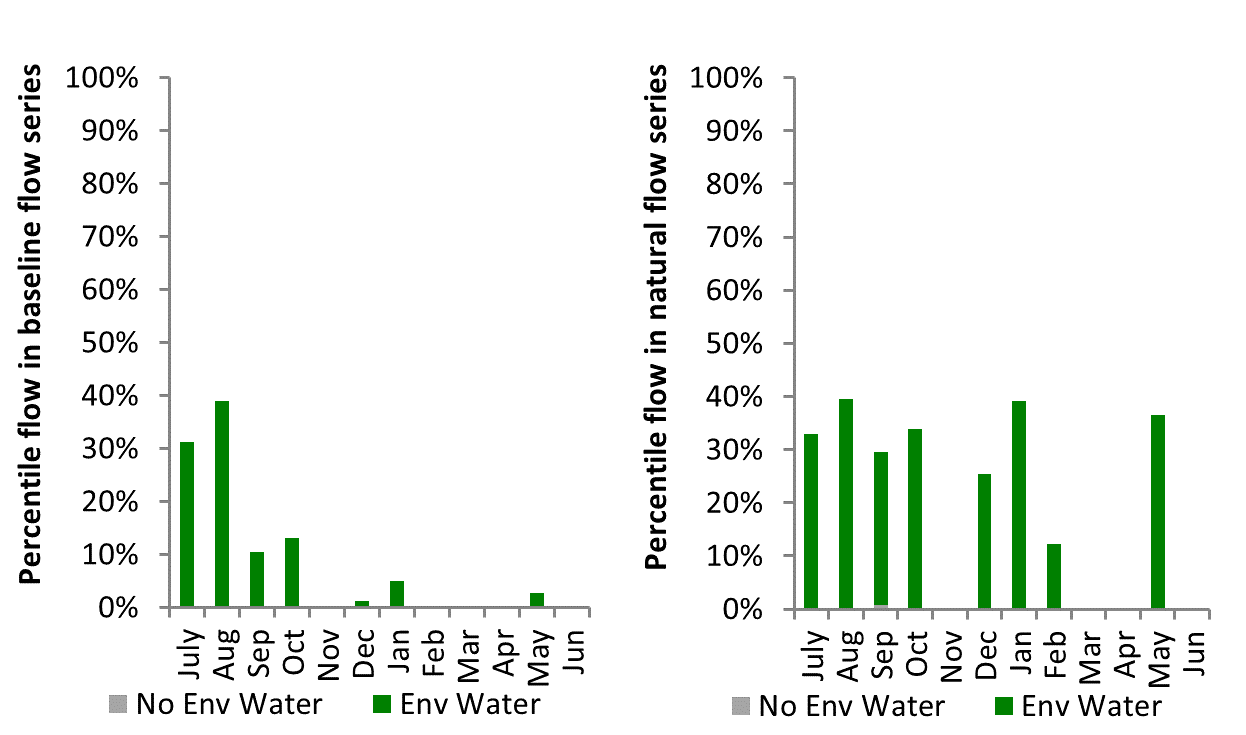 Percentile flow in baseline flow series
100%
90%
80%
70%
60%
50%
40%
30%
20%
10%
0%
July
Aug
Sep
Oct
Nov
Dec
Jan
Feb
Mar
Apr
May
Jun
No Env Water
Env Water
Percentile flow in natural flow series
100%
90%
80%
70%
60%
50%
40%
30%
20%
10%
0%
July
Aug
Sep
Oct
Nov
Dec
Jan
Feb
Mar
Apr
May
Jun
No Env Water
Env Water